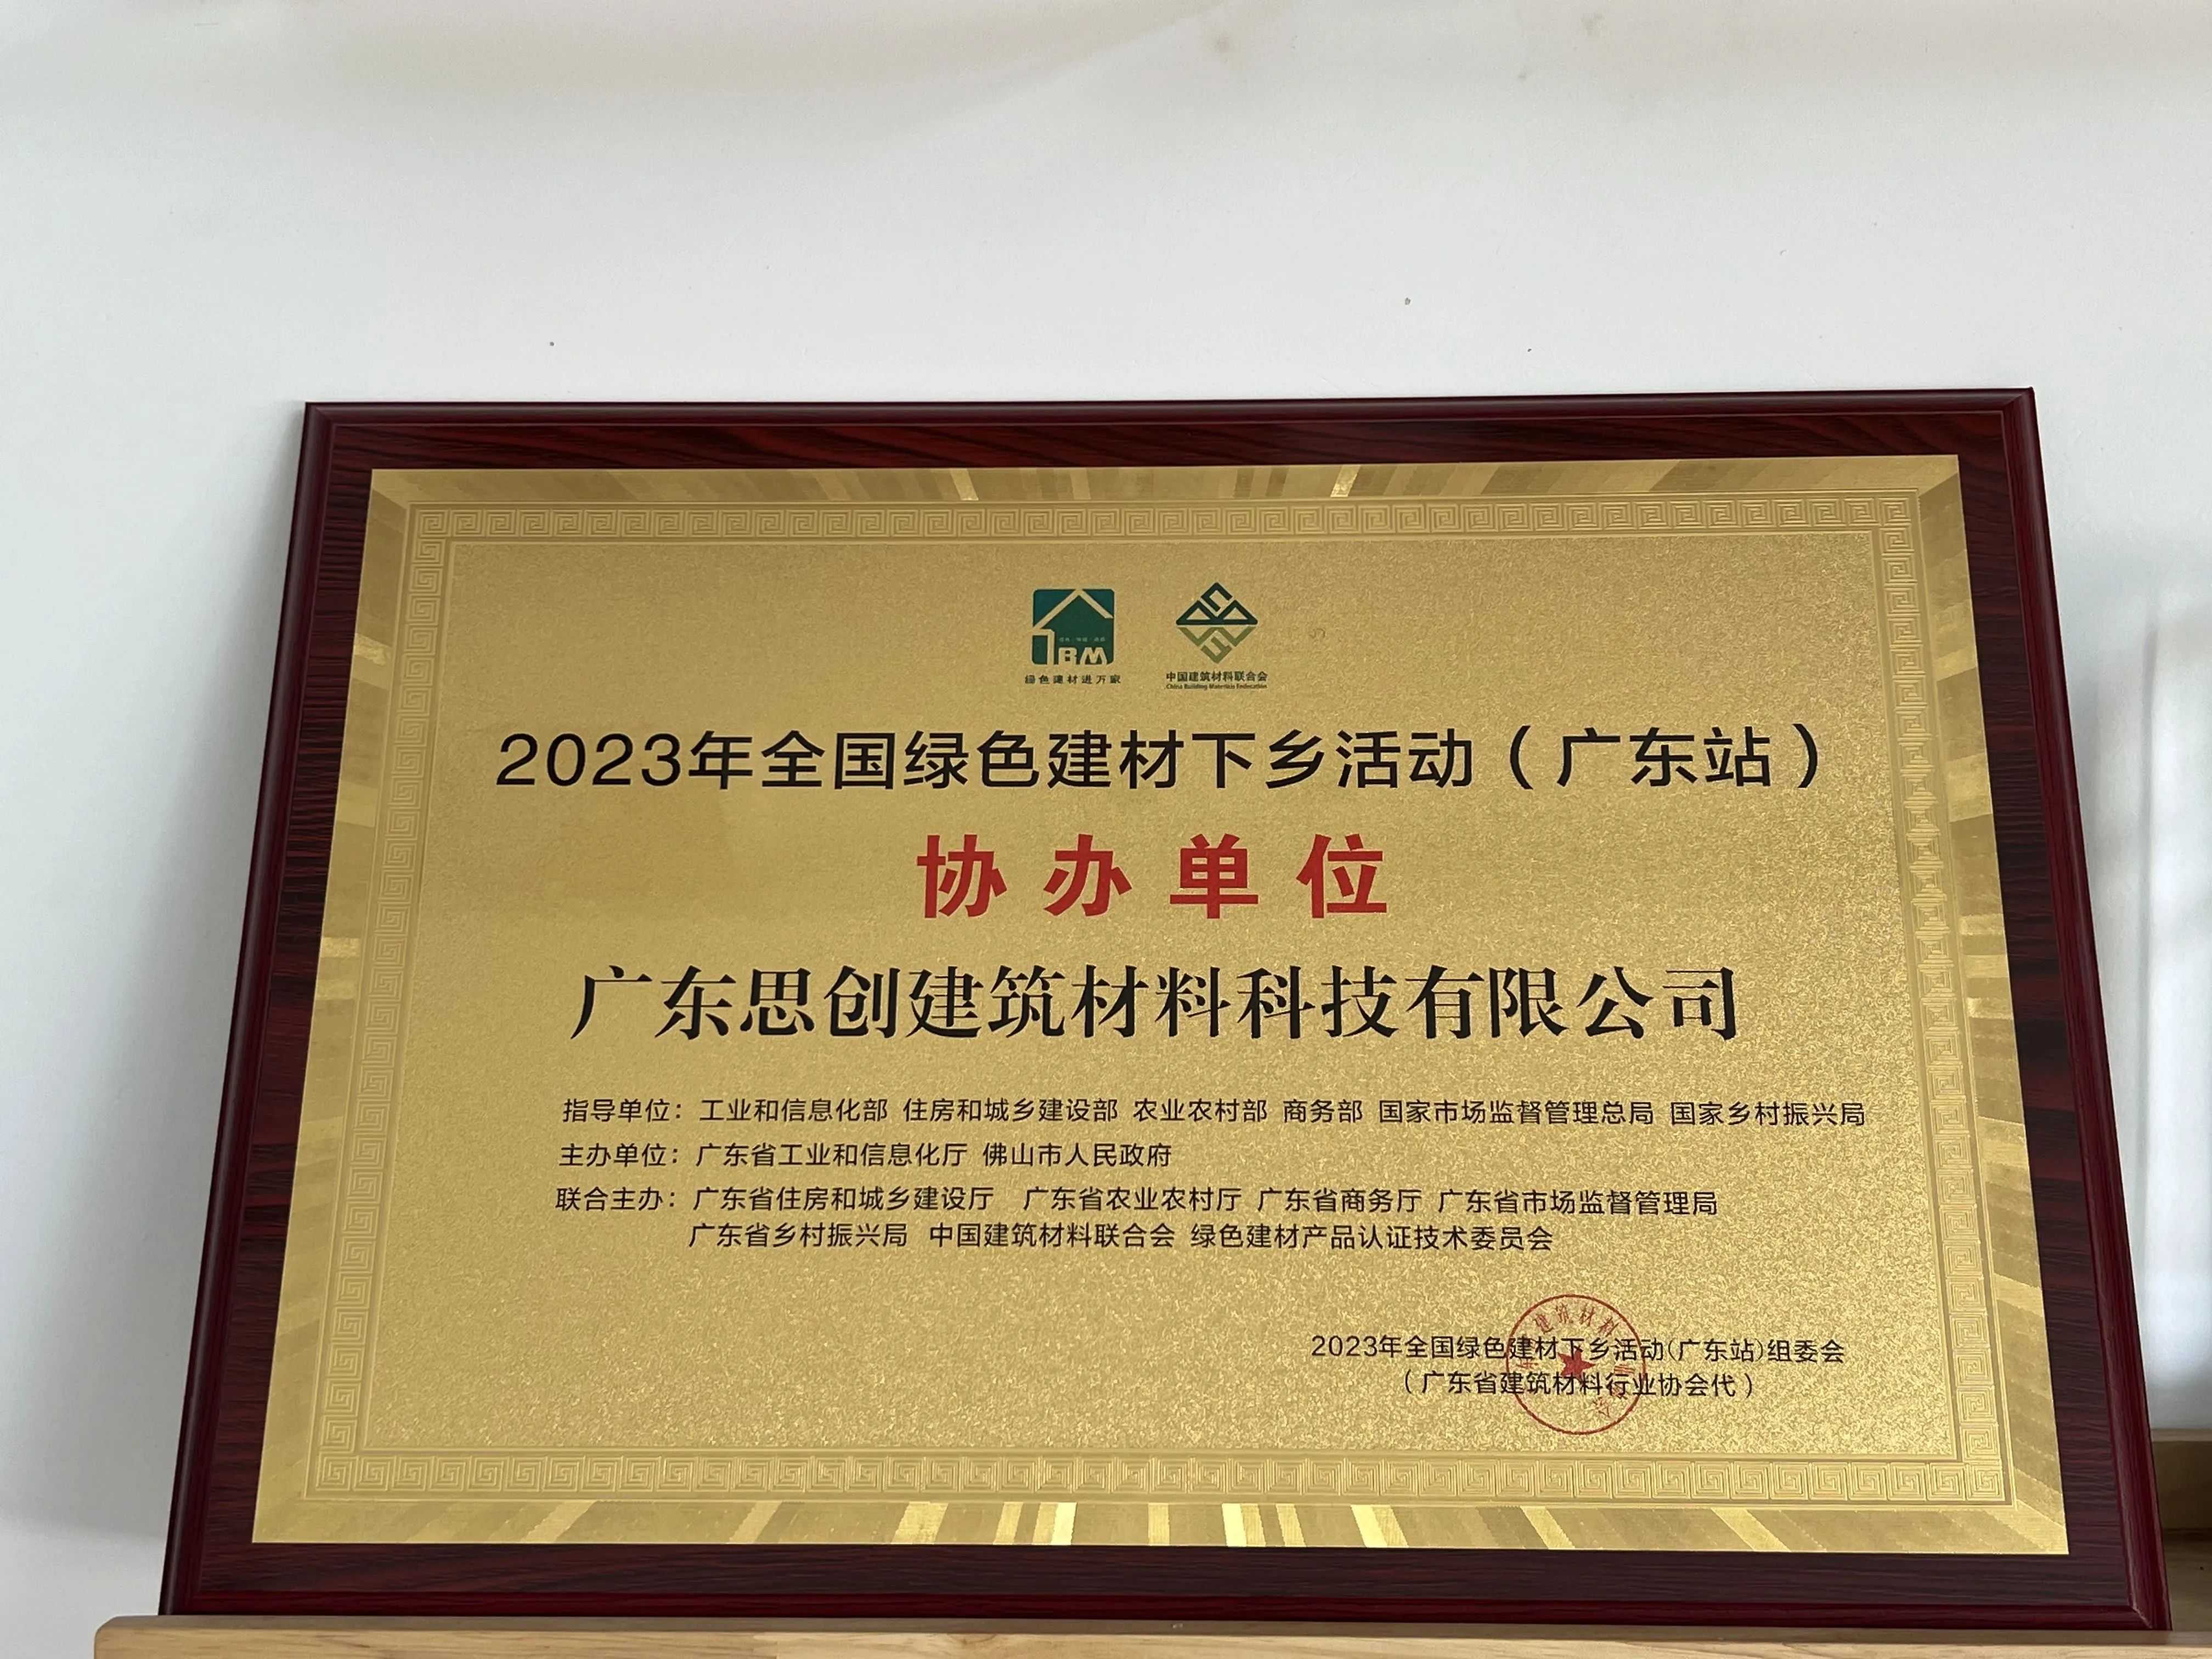 BM
绿色建材进万家
中国建筑材料联合会
China Building Materials Federation
2023年全国绿色建材下乡活动（广东站）
协办单位
广东思创建筑材料科技有限公司
指导单位：工业和信息化部 住房和城乡建设部 农业农村部 商务部 国家市场监督管理总局 国家乡村振兴局
主办单位：广东省工业和信息化厅 佛山市人民政府
联合主办：广东省住房和城乡建设厅 广东省农业农村厅 广东省商务厅 广东省市场监督管理局
广东省乡村振兴局 中国建筑材料联合会 绿色建材产品认证技术委员会
2023年全国绿色建材下乡活动(广东站)组委会
（广东省建筑材料行业协会代）
建筑材料